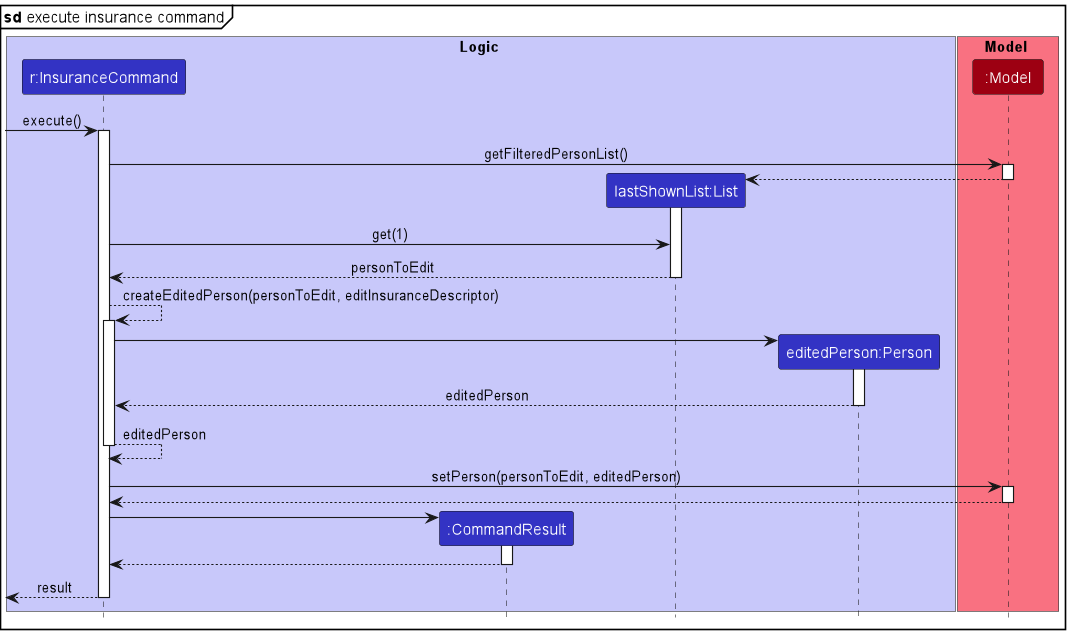 sd execute insurance command
Logic
Model
r:InsuranceCommand
:Model
execute()
getFilteredPersonList()
lastShownList:List
get(1)
personToEdit
createEditedPerson(personToEdit, editInsuranceDescriptor)
editedPerson:Person
editedPerson
editedPerson
setPerson(personToEdit, editedPerson)
:CommandResult
result